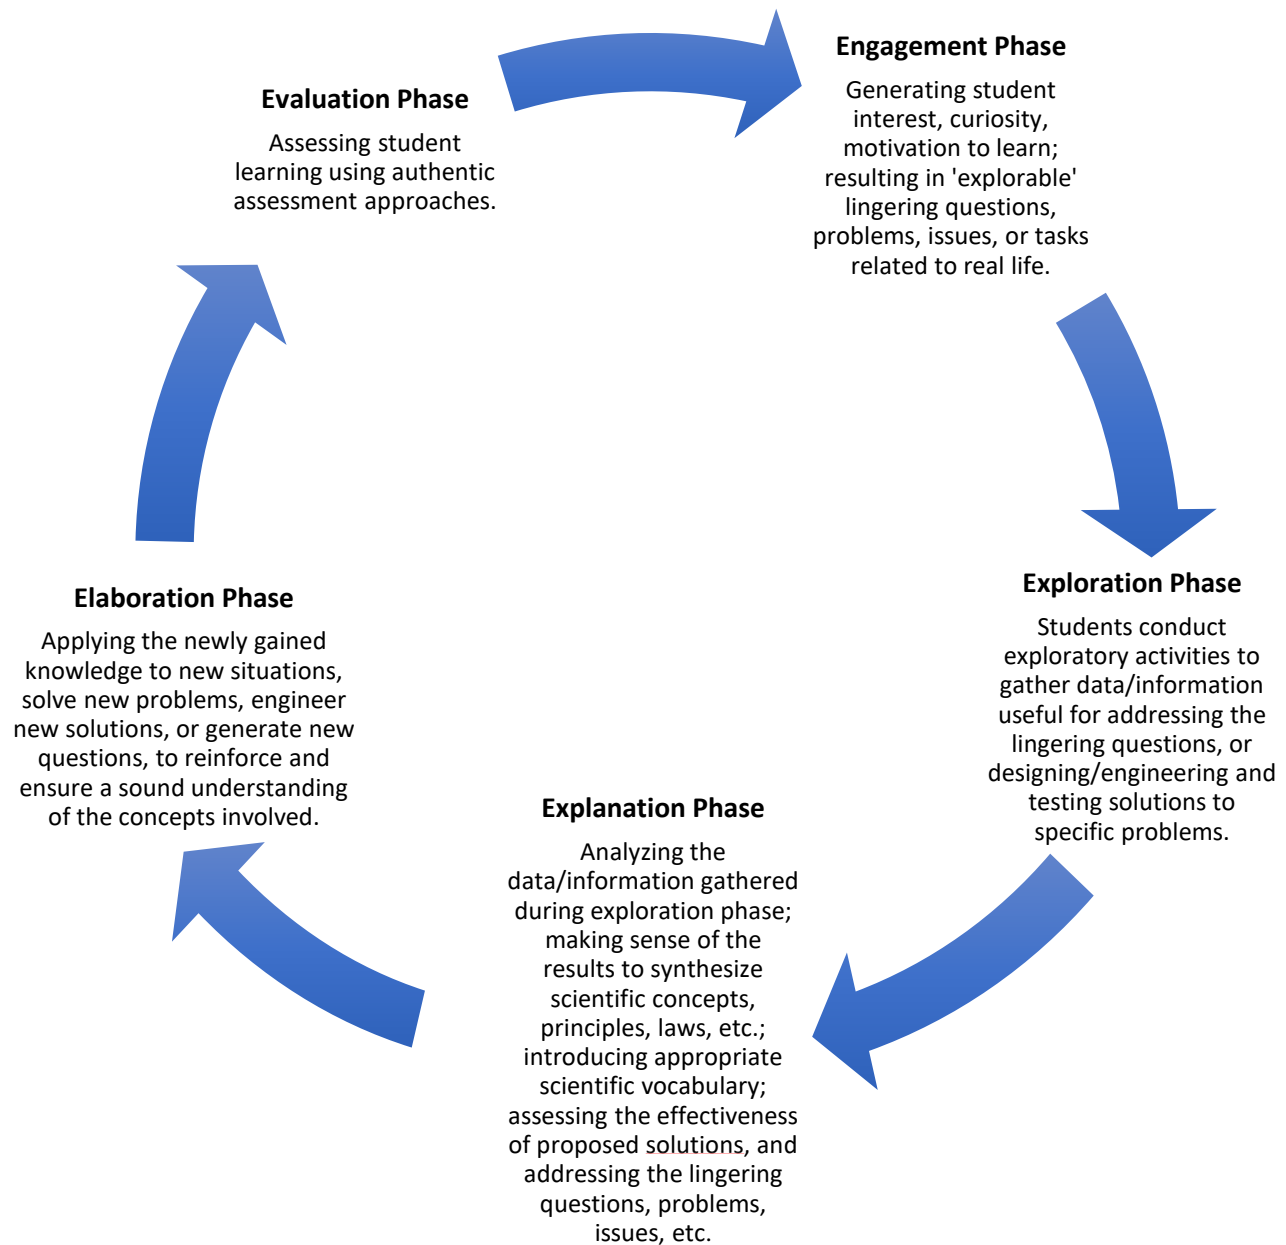 Engagement Phase
Generating student
interest, curiosity,
motivation to learn;
resulting in 'explorable'
lingering questions,
problems, issues, or tasks
related to real life.
Exploration Phase
Students conduct
exploratory activities to
gather data/information
useful for addressing the
lingering questions, or
designing/engineering and
testing solutions to
specific problems.
Explanation Phase
Analyzing the
data/information gathered
during exploration phase;
making sense of the
results to synthesize
scientific concepts,
principles, laws, etc.;
introducing appropriate
scientific vocabulary;
assessing the effectiveness
of proposed solutions, and
addressing the lingering
questions, problems,
issues, etc.
Elaboration Phase
Applying the newly gained
knowledge to new situations,
solve new problems, engineer
new solutions, or generate new
questions, to reinforce and
ensure a sound understanding
of the concepts involved.
Evaluation Phase
Assessing student
learning using authentic
assessment approaches.